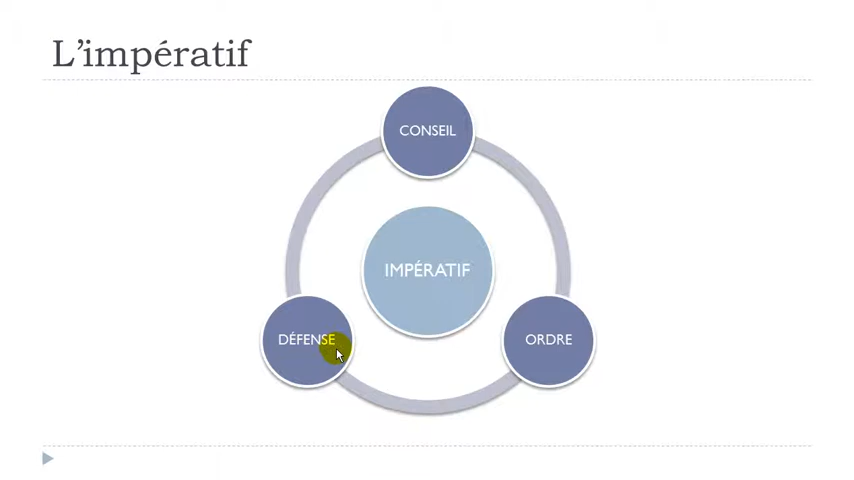 L'impératif
CONSEIL
IMPÉRATIF
DÉFENSE
ORDRE